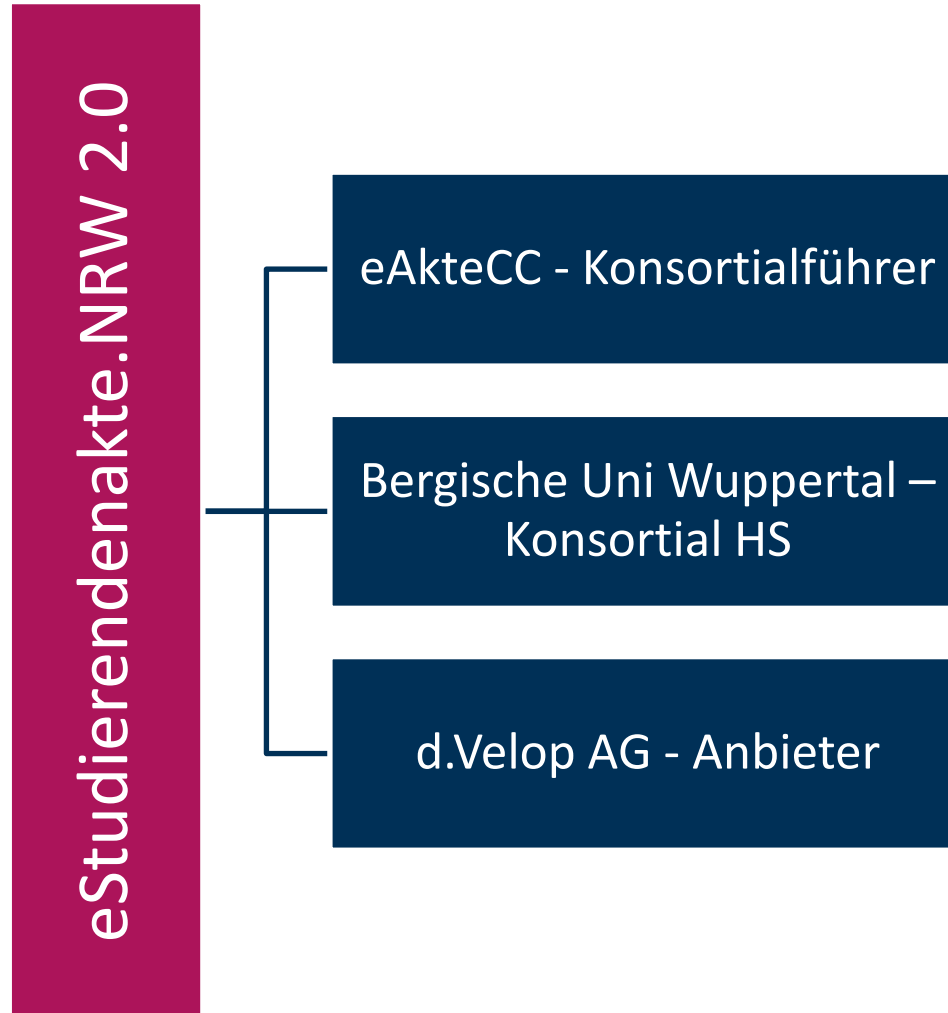 eStudierendenakte.NRW 2.0
eAkteCC - Konsortialführer
Bergische Uni Wuppertal –
Konsortial HS
d.Velop AG - Anbieter